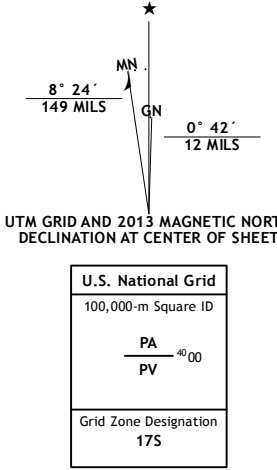 ★
MN
8° 24´
149 MILS
GN
0° 42´
12 MILS
UTM GRID AND 2013 MAGNETIC NORT
DECLINATION AT CENTER OF SHEET
U.S. National Grid
100,000-m Square ID
PA
4000
PV
Grid Zone Designation
17S